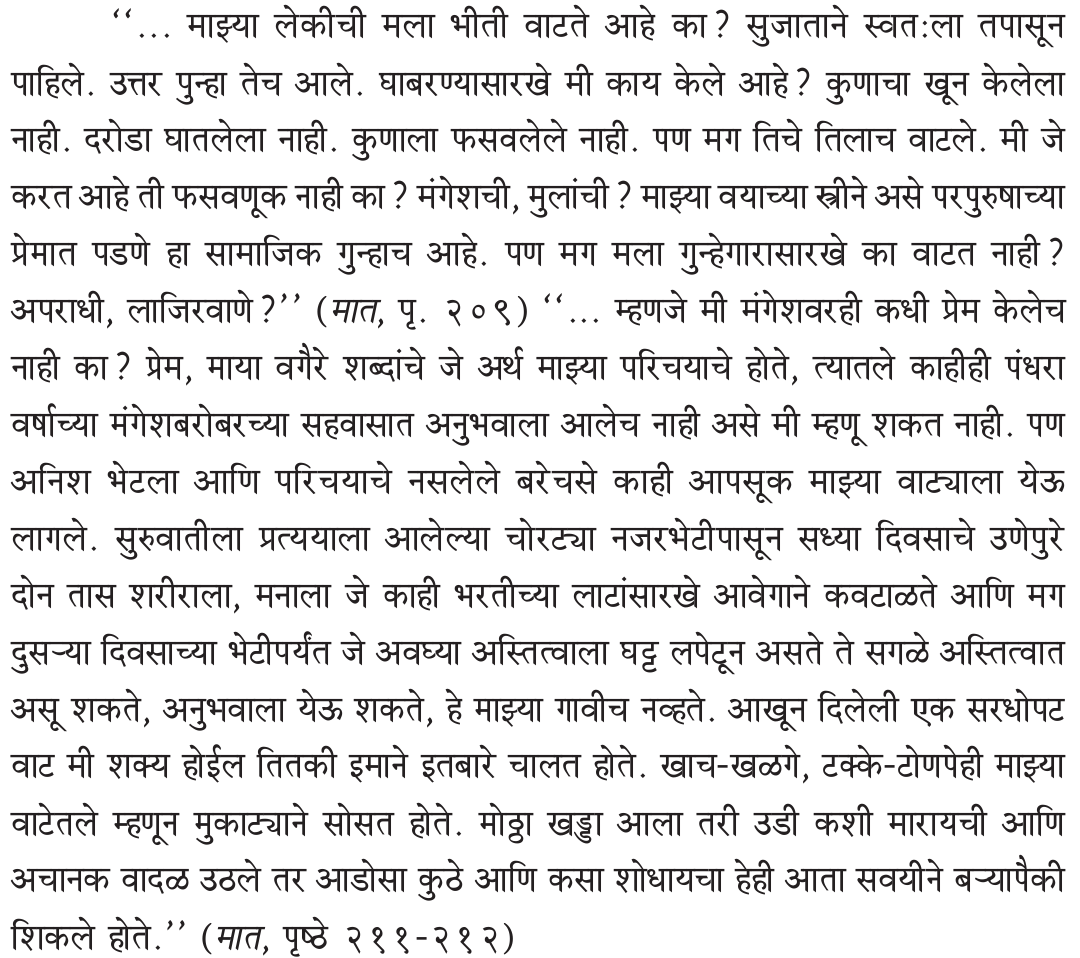 ‘‘... माझ्या लेकीची मला भीती वाटते आहे का? सुजाताने स्वतःला तपासून
पाहिले. उत्तर पुन्हा तेच आले. घाबरण्यासारखे मी काय केले आहे? कुणाचा खून केलेला
नाही. दरोडा घातलेला नाही. कुणाला फसवलेले नाही. पण मग तिचे तिलाच वाटले. मी जे
करत आहे ती फसवणूक नाही का? मंगेशची, मुलांची? माझ्या वयाच्या स्त्रीने असे परपुरुषाच्या
प्रेमात पडणे हा सामाजिक गुन्हाच आहे. पण मग मला गुन्हेगारासारखे का वाटत नाही?
अपराधी, लाजिरवाणे?’’ (मात, पृ. २०९) ‘‘... म्हणजे मी मंगेशवरही कधी प्रेम केलेच
नाही का? प्रेम, माया वगैरे शब्दांचे जे अर्थ माझ्या परिचयाचे होते, त्यातले काहीही पंधरा
वर्षाच्या मंगेशबरोबरच्या सहवासात अनुभवाला आलेच नाही असे मी म्हणू शकत नाही. पण
अनिश भेटला आणि परिचयाचे नसलेले बरेचसे काही आपसूक माझ्या वाट्याला येऊ
लागले. सुरुवातीला प्रत्ययाला आलेल्या चोरट्या नजरभेटीपासून सध्या दिवसाचे उणेपुरे
दोन तास शरीराला, मनाला जे काही भरतीच्या लाटांसारखे आवेगाने कवटाळते आणि मग
दुसऱ्या दिवसाच्या भेटीपर्यंत जे अवघ्या अस्तित्वाला घट्ट लपेटून असते ते सगळे अस्तित्वात
असू शकते, अनुभवाला येऊ शकते, हे माझ्या गावीच नव्हते. आखून दिलेली एक सरधोपट
वाट मी शक्य होईल तितकी इमाने इतबारे चालत होते. खाच-खळगे, टक्के-टोणपेही माझ्या
वाटेतले म्हणून मुकाट्याने सोसत होते. मोठ्ठा खड्डा आला तरी उडी कशी मारायची आणि
अचानक वादळ उठले तर आडोसा कुठे आणि कसा शोधायचा हेही आता सवयीने बऱ्यापैकी
शिकले होते.’’ (मात, पृष्ठे २११-२१२)